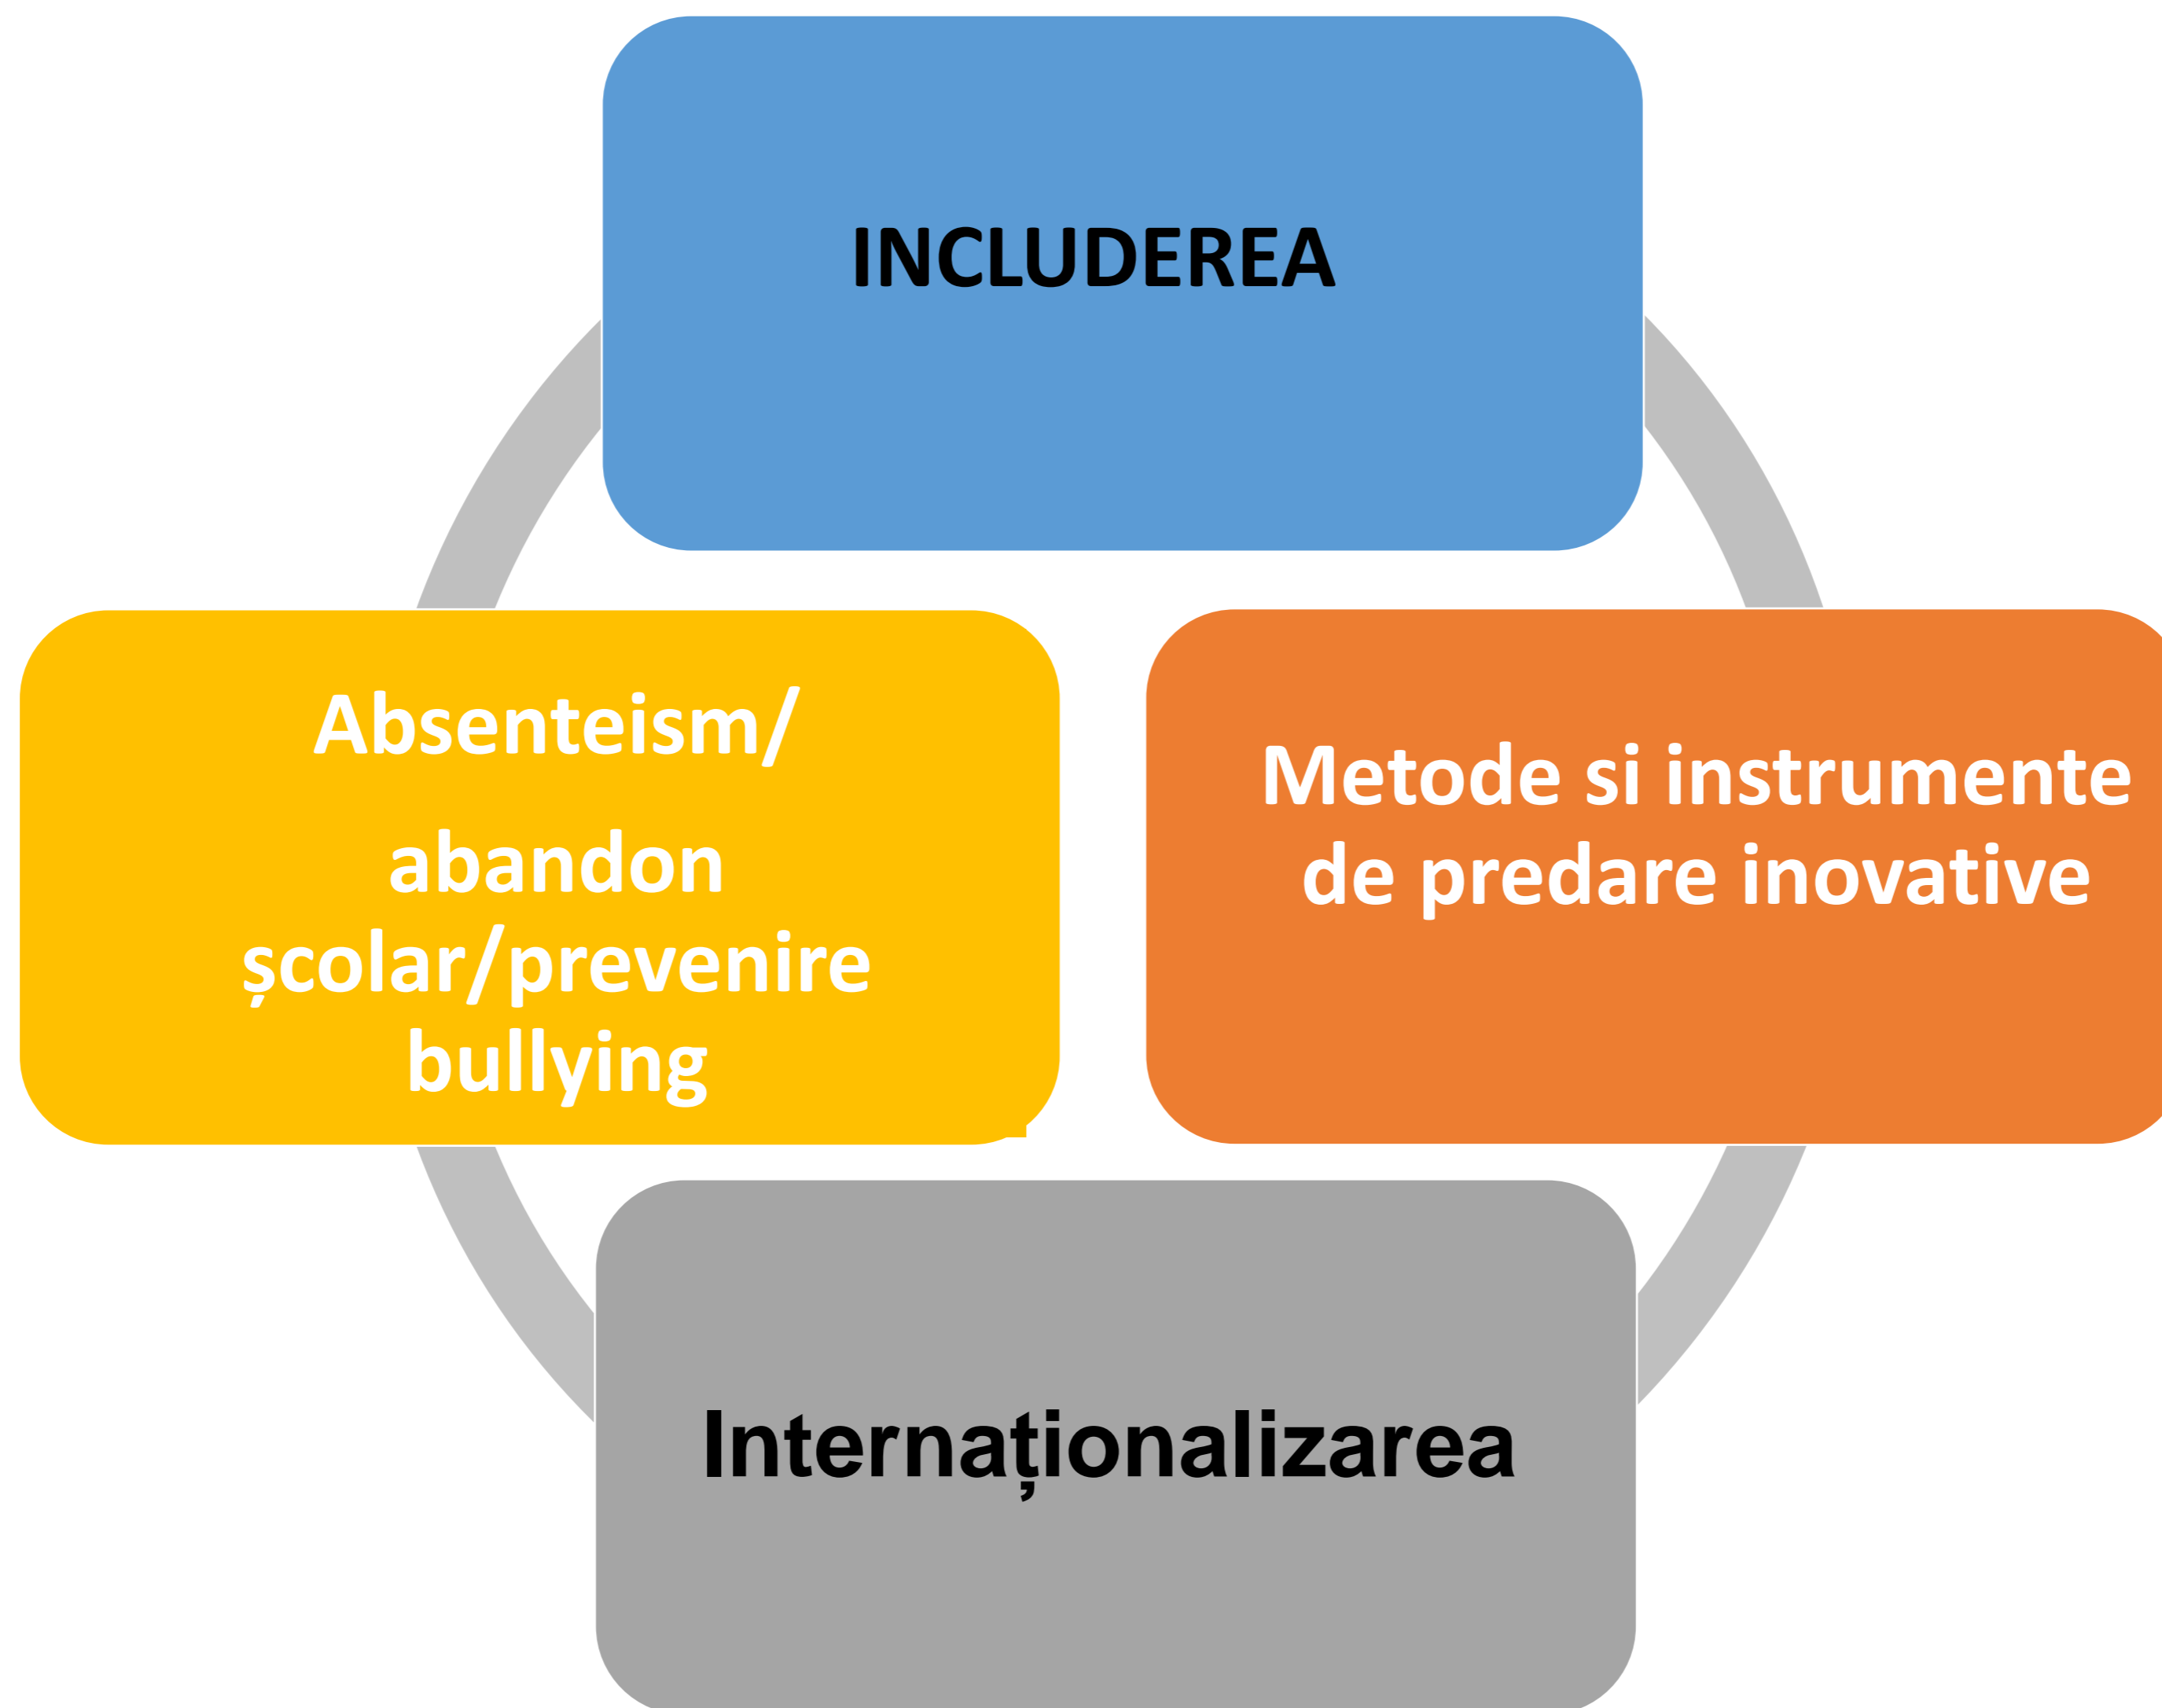 INCLUDEREA
Absenteism/
abandon
școlar/prevenire
bullying
Metode si instrumente
de predare inovative
Internaționalizarea